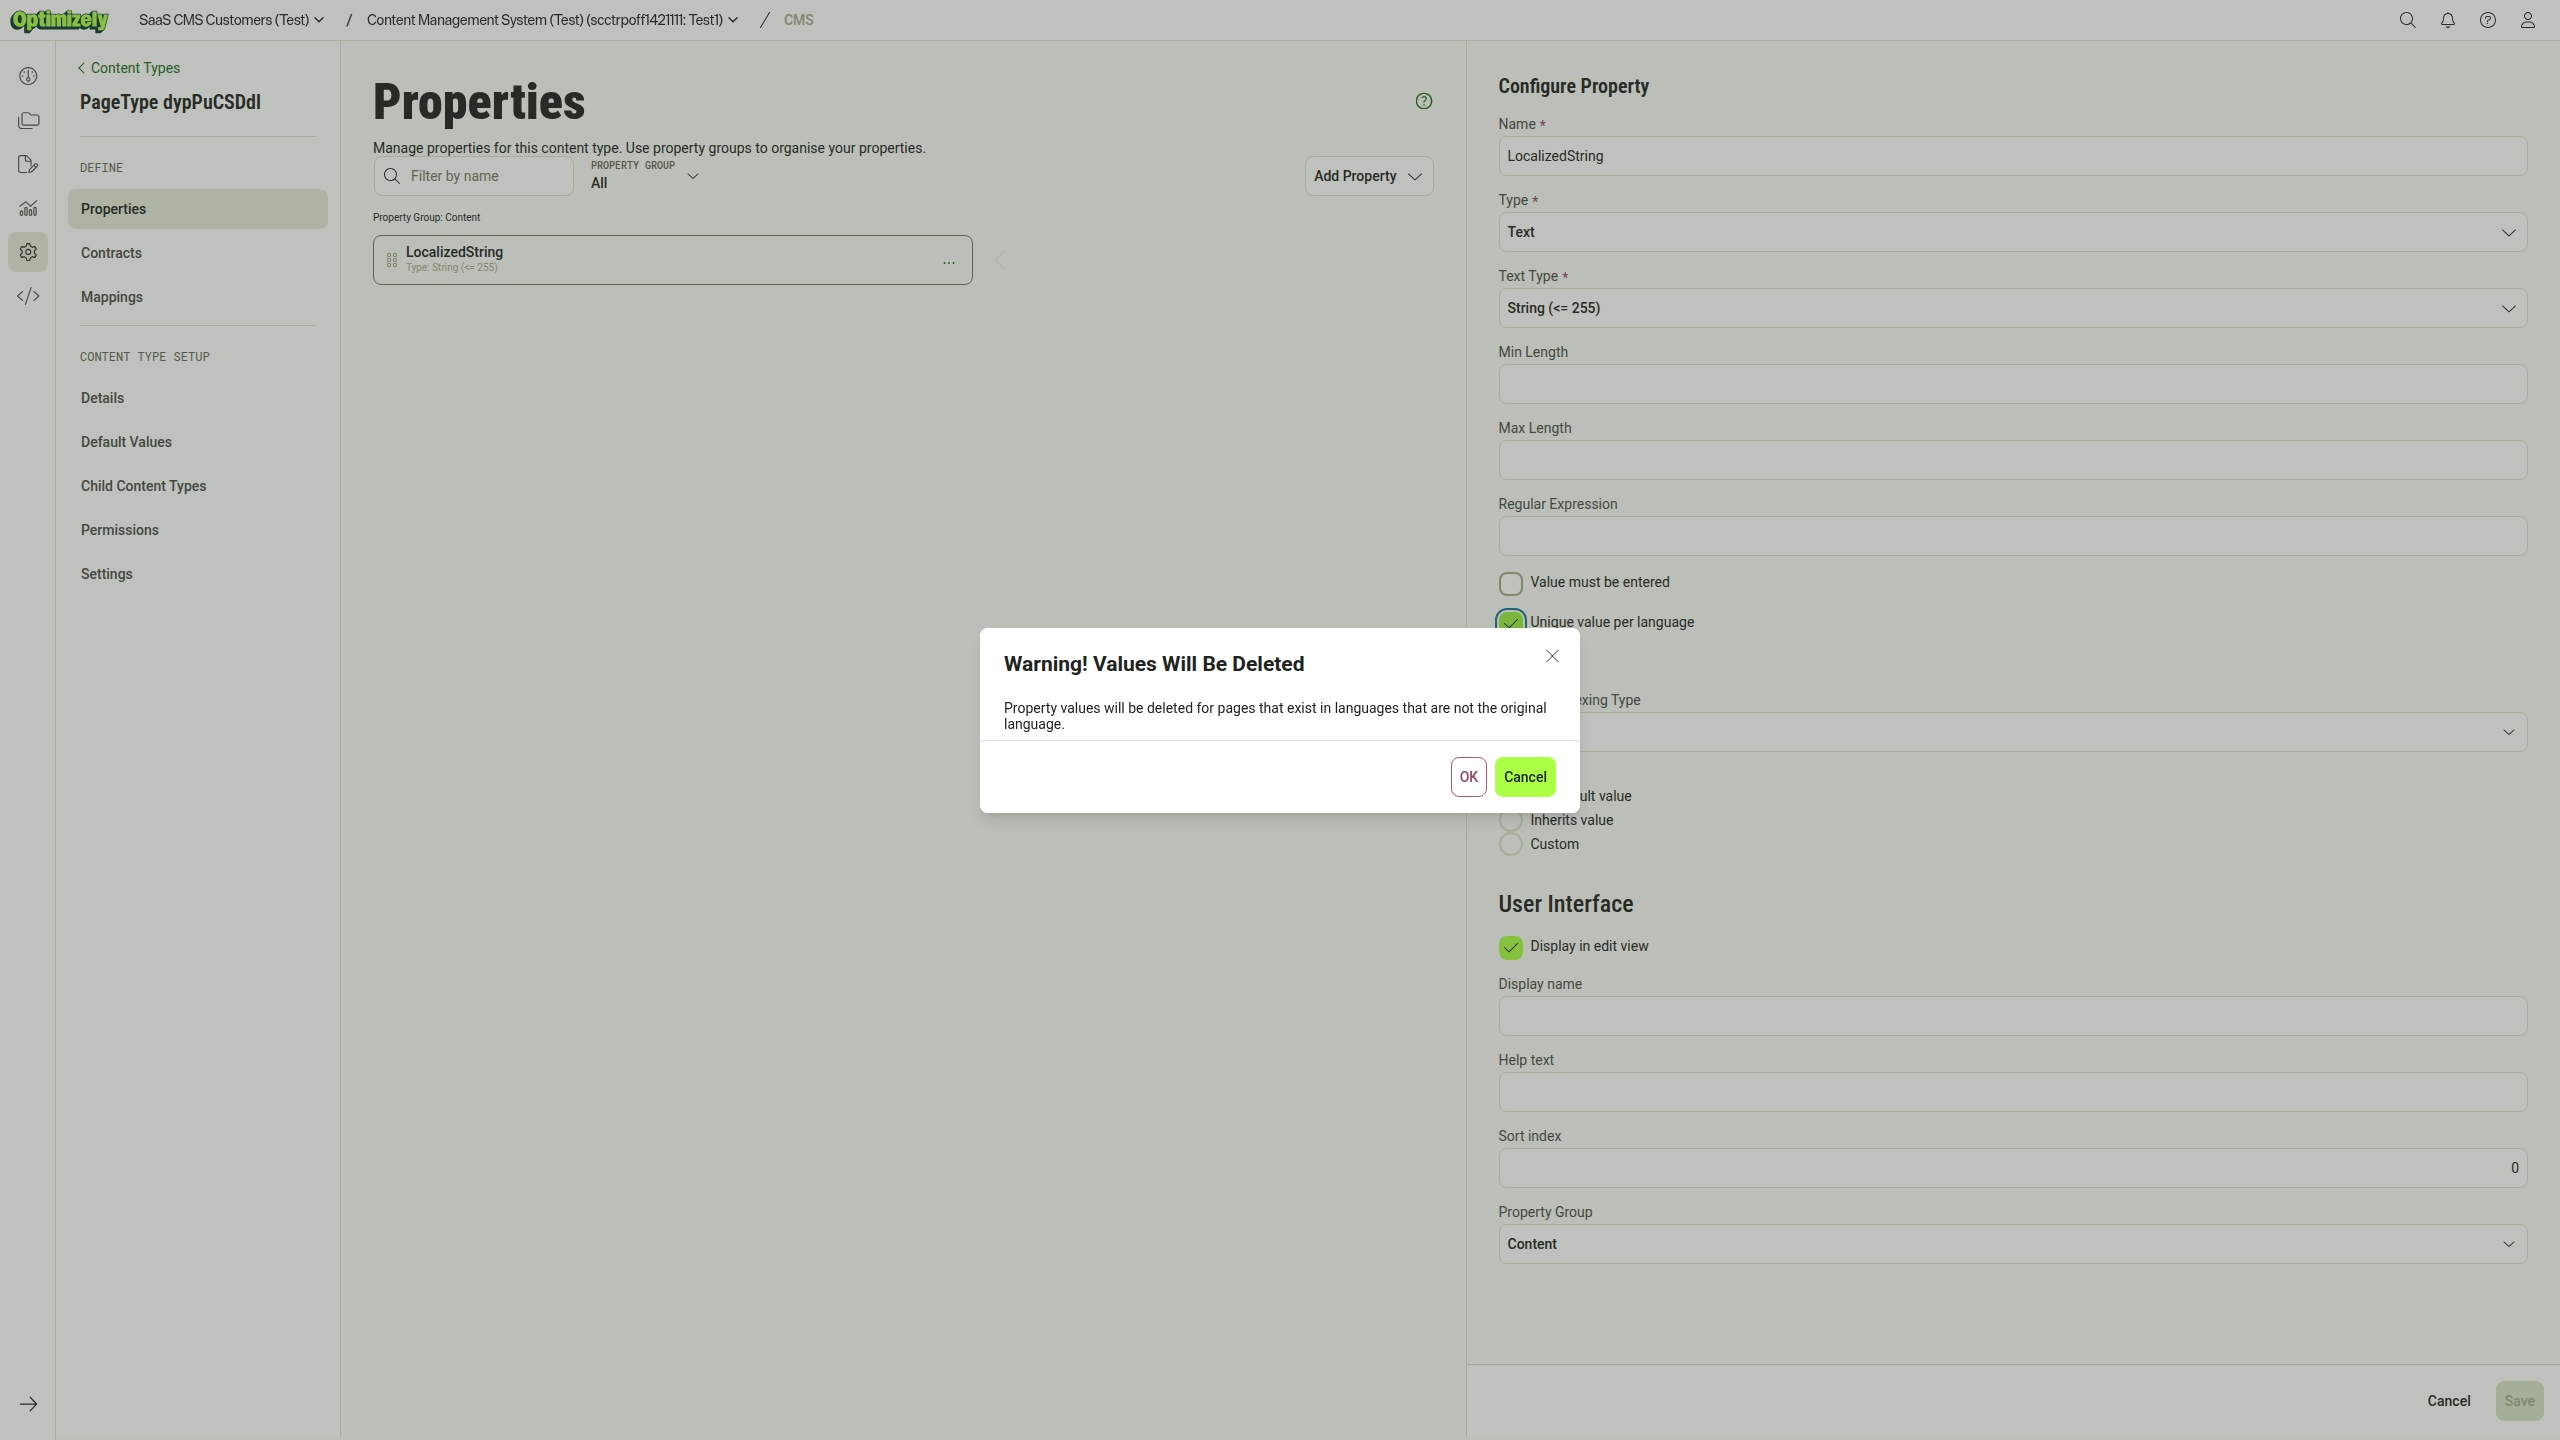 Optimizely
SaaS CMS Customers (Test) / Content Management System (Test) (scctrpoff1421111: Test1) / CMS
Content Types
PageType dypPuCSDdl
DEFINE
Properties
Contracts
Mappings
CONTENT TYPE SETUP
Details
Default Values
Child Content Types
Permissions
Settings
Properties
Manage properties for this content type. Use property groups to organise your properties.
Filter by name
PROPERTY GROUP
All
Add Property
Property Group: Content
LocalizedString
Type: String (<= 255)
...
Configure Property
Name *
LocalizedString
Type *
Text
Text Type *
String (<= 255)
Min Length
Max Length
Regular Expression
Value must be entered
Unique value per language
Type
value
Inherits value
Custom
User Interface
Display in edit view
Display name
Help text
Sort index
0
Property Group
Content
Cancel
Save
Warning! Values Will Be Deleted
Property values will be deleted for pages that exist in languages that are not the original
language.
OK
Cancel